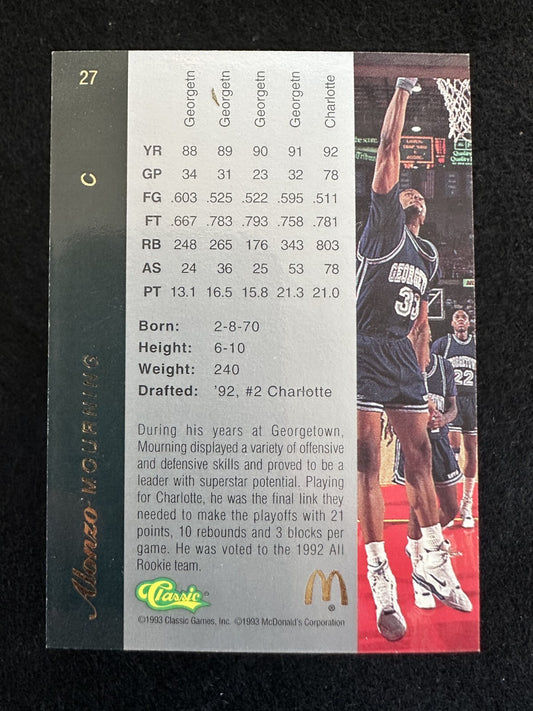 27
C
Alonzo MOURNING
Georgetn Georgetn Georgetn Georgetn Charlotte
YR 88 89 90 91 92
GP 34 31 23 32 78
FG .603 .525 .522 .595 .511
FT .667 .783 .793 .758 .781
RB 248 265 176 343 803
AS 24 36 25 53 78
PT 13.1 16.5 15.8 21.3 21.0
Born: 2-8-70
Height: 6-10
Weight: 240
Drafted: '92, #2 Charlotte
During his years at Georgetown,
Mourning displayed a variety of offensive
and defensive skills and proved to be a
leader with superstar potential. Playing
for Charlotte, he was the final link they
needed to make the playoffs with 21
points, 10 rebounds and 3 blocks per
game. He was voted to the 1992 All
Rookie team.
Classic
M
®
©1993 Classic Games, Inc. ©1993 McDonald's Corporation
GEORGETN
33
22